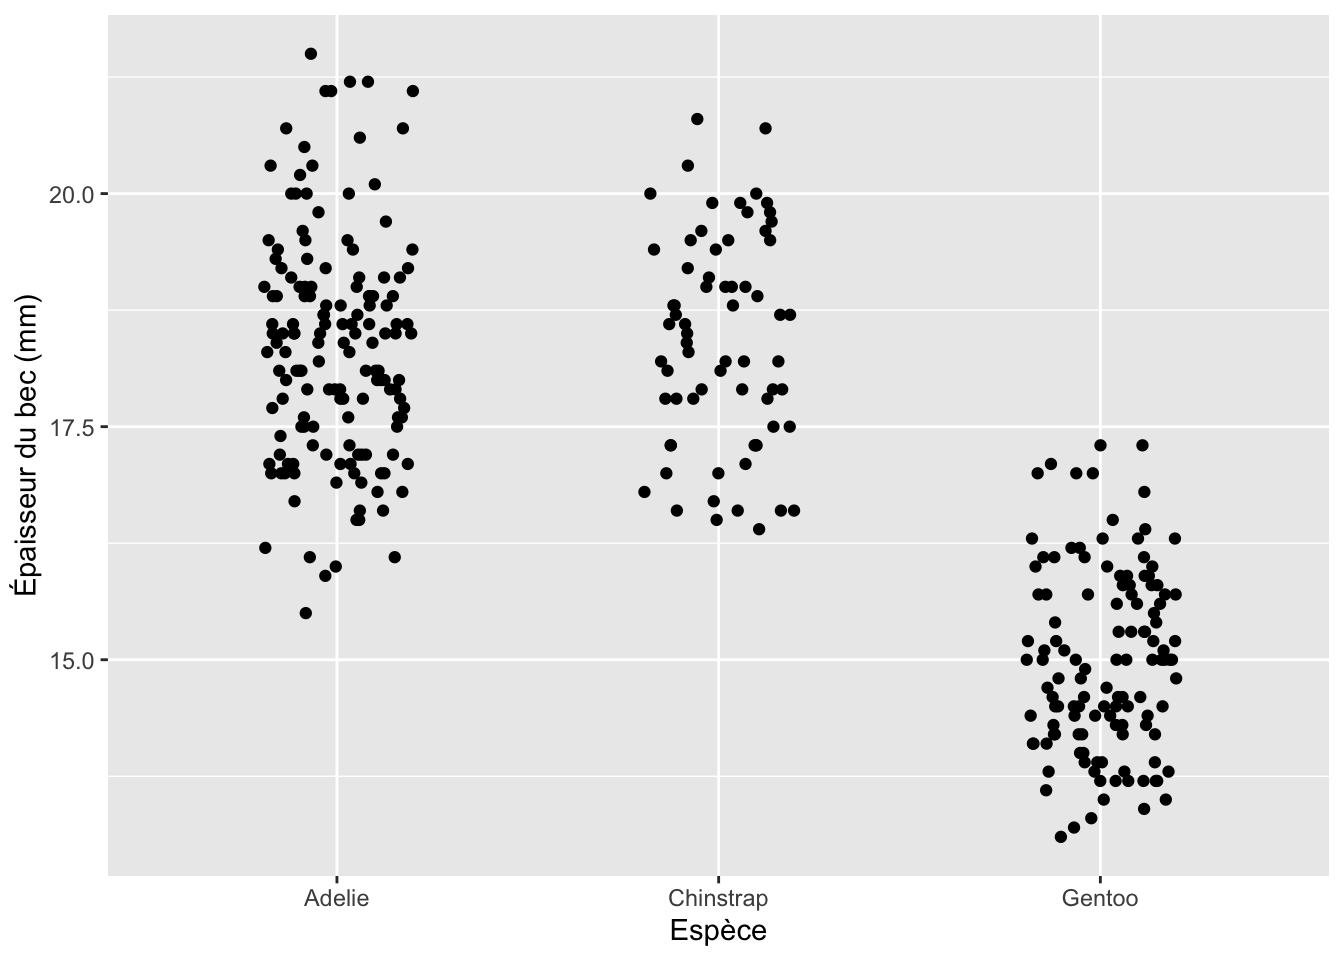 Épaisseur du bec (mm)
20.0
17.5
15.0
Adelie
Chinstrap
Gentoo
Espèce